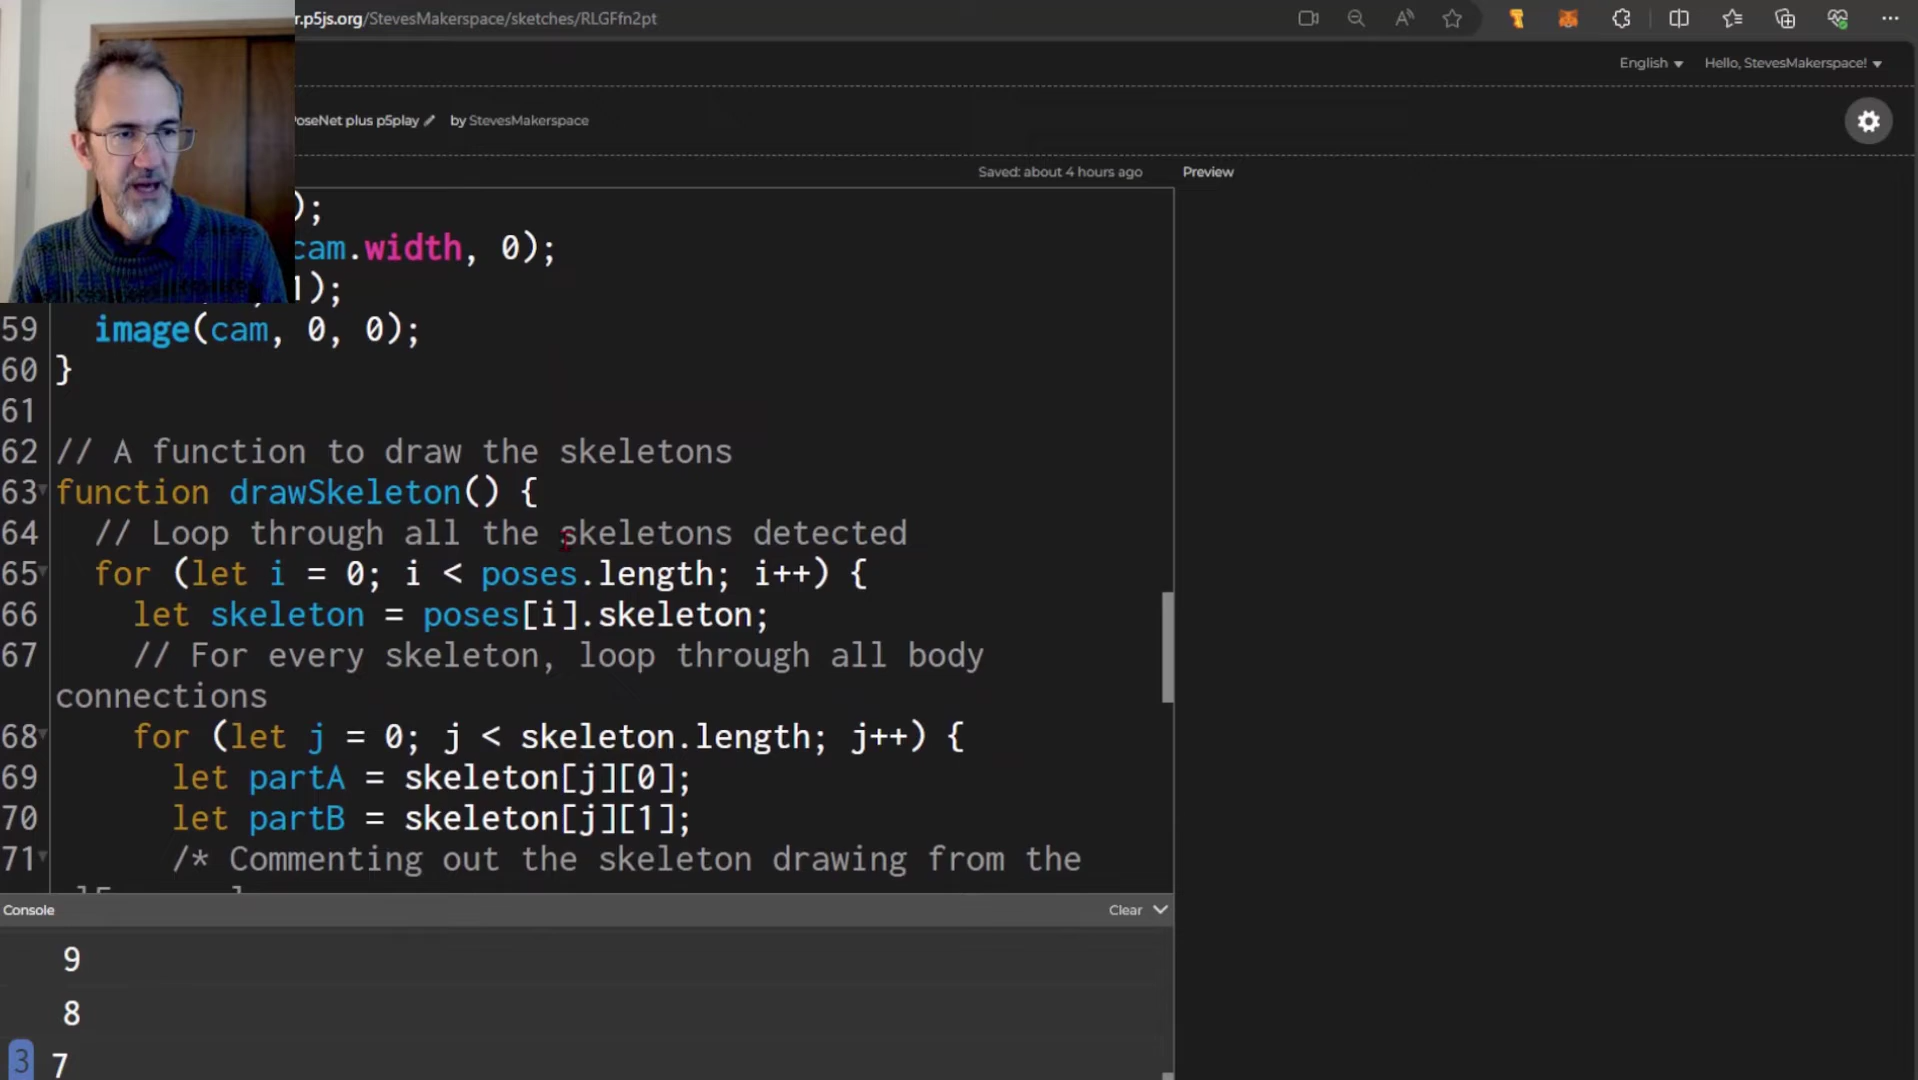 r.p5js.org/StevesMakerspace/sketches/RLGFfn2pt
English
Hello, StevesMakerspace!
PoseNet plus p5play by StevesMakerspace
Saved: about 4 hours ago
Preview
);
cam.width, 0);
1);
59 image(cam, 0, 0);
60 }
61
62 // A function to draw the skeletons
63 function drawSkeleton() {
64 // Loop through all the skeletons detected
65 for (let i = 0; i < poses.length; i++) {
66 let skeleton = poses[i].skeleton;
67 // For every skeleton, loop through all body
connections
68 for (let j = 0; j < skeleton.length; j++) {
69 let partA = skeleton[j][0];
70 let partB = skeleton[j][1];
71 /* Commenting out the skeleton drawing from the
Console
Clear
9
8
3 7